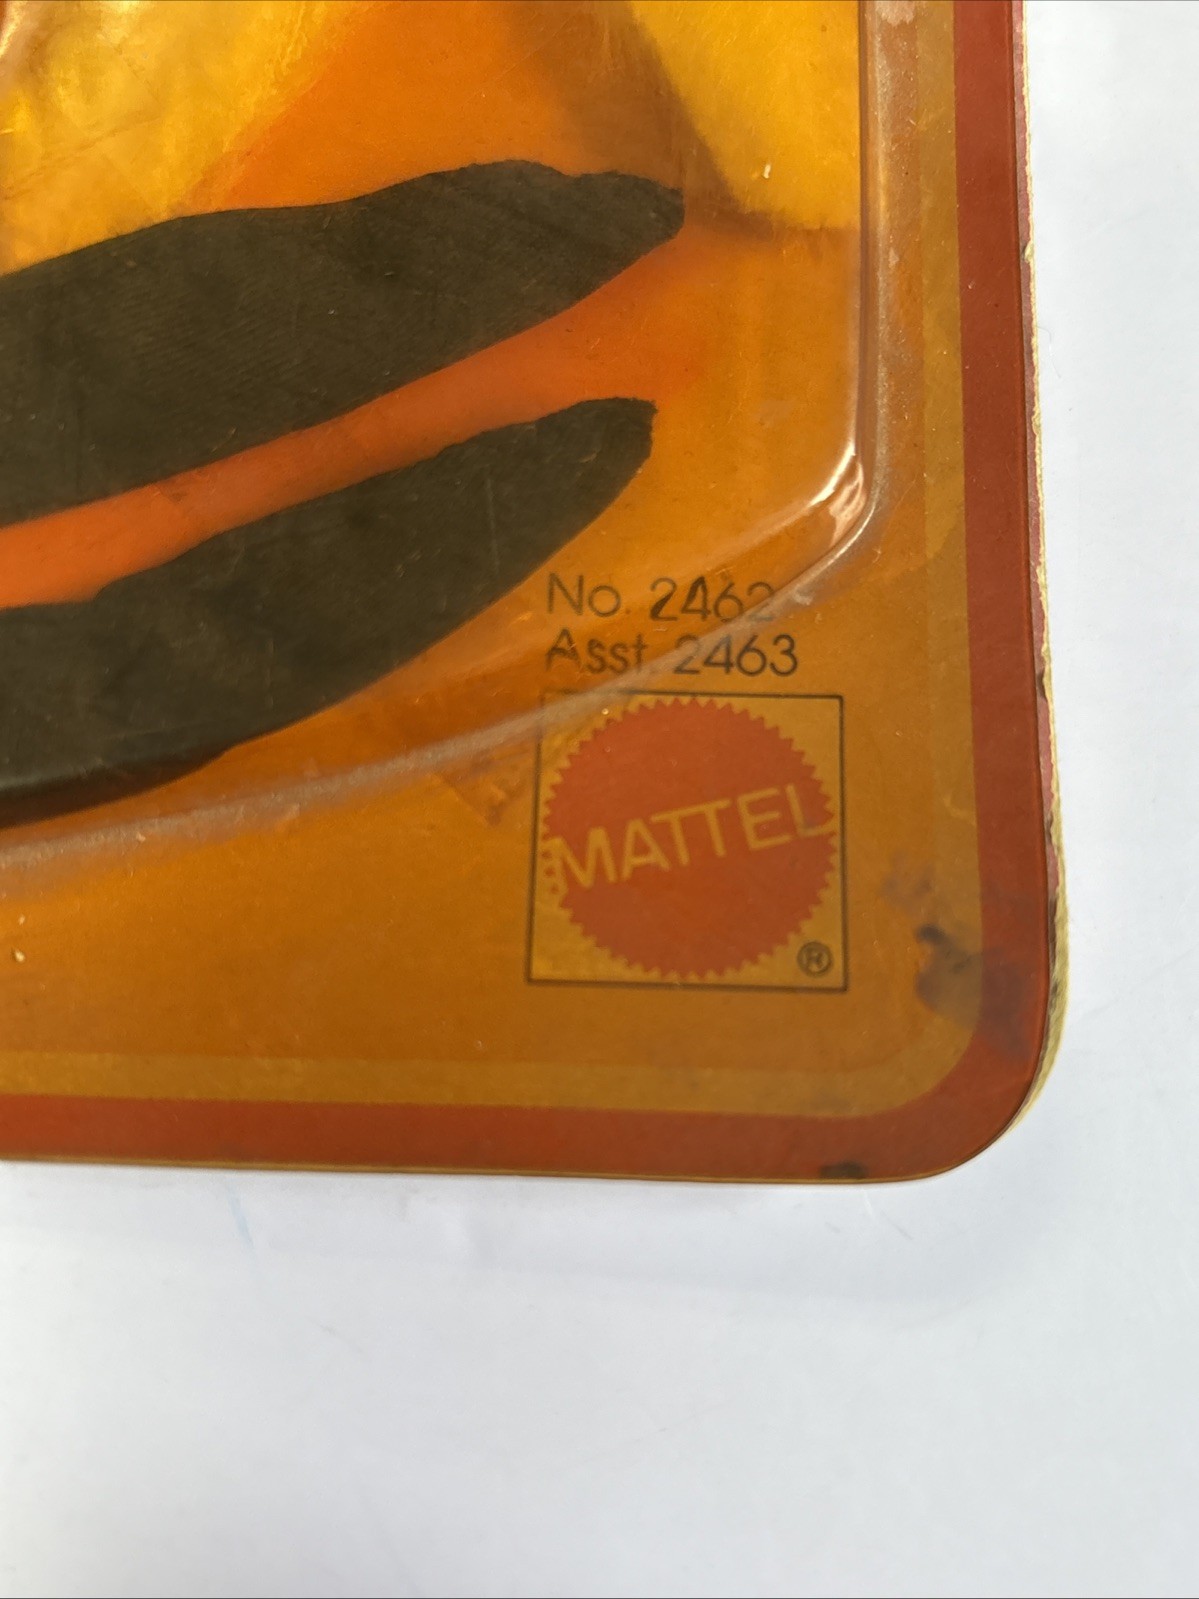 No. 2462
Asst. 2463
MATTEL
®